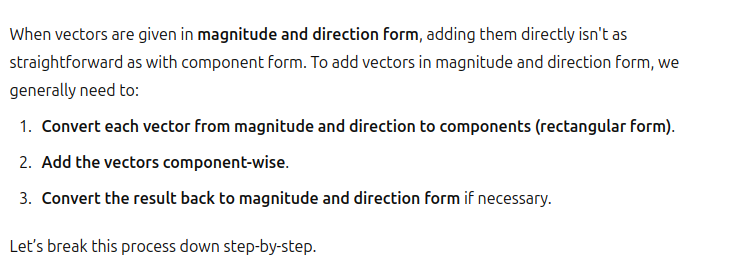 When vectors are given in magnitude and direction form, adding them directly isn't as
straightforward as with component form. To add vectors in magnitude and direction form, we
generally need to:
1. Convert each vector from magnitude and direction to components (rectangular form).
2. Add the vectors component-wise.
3. Convert the result back to magnitude and direction form if necessary.
Let’s break this process down step-by-step.